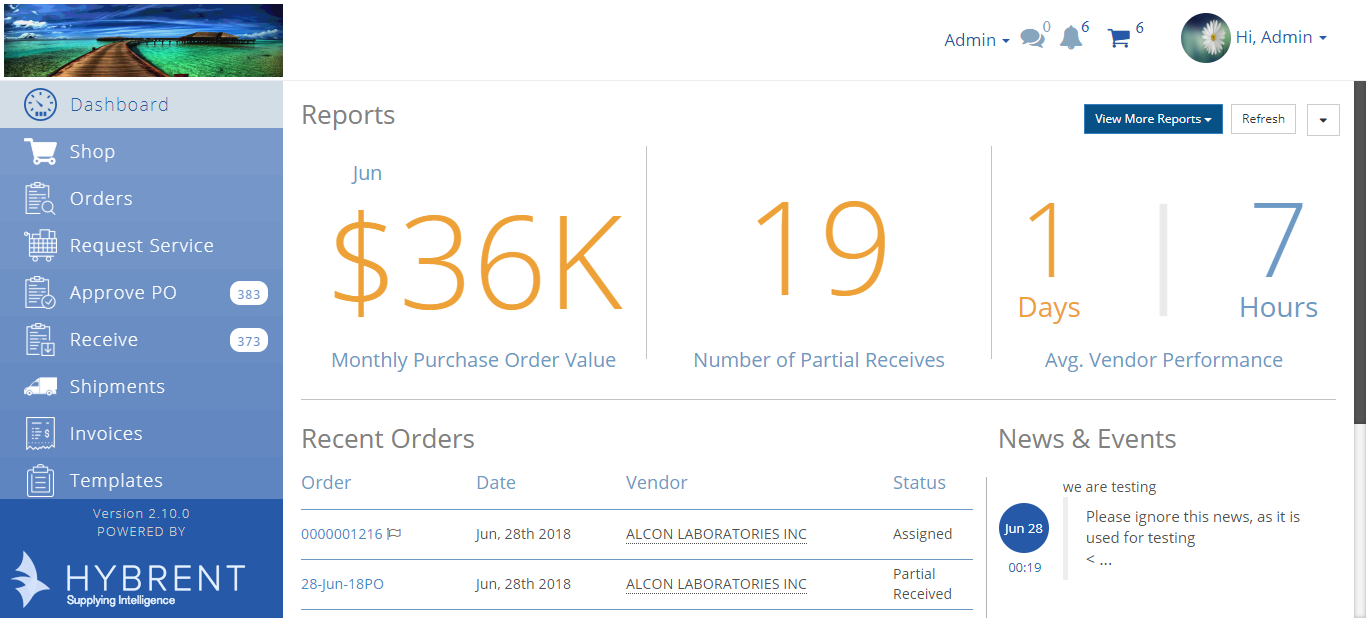 Admin
0
6
6
Hi, Admin
Dashboard
Shop
Orders
Request Service
Approve PO 383
Receive 373
Shipments
Invoices
Templates
Version 2.10.0
POWERED BY
HYBRENT
Supplying Intelligence
Reports
View More Reports
Refresh
Jun
$36K
Monthly Purchase Order Value
19
Number of Partial Receives
1 7
Days Hours
Avg. Vendor Performance
Recent Orders
Order Date Vendor Status
0000001216 Jun, 28th 2018 ALCON LABORATORIES INC Assigned
28-Jun-18PO Jun, 28th 2018 ALCON LABORATORIES INC Partial
Received
News & Events
we are testing
Jun 28
00:19
Please ignore this news, as it is
used for testing
< ...